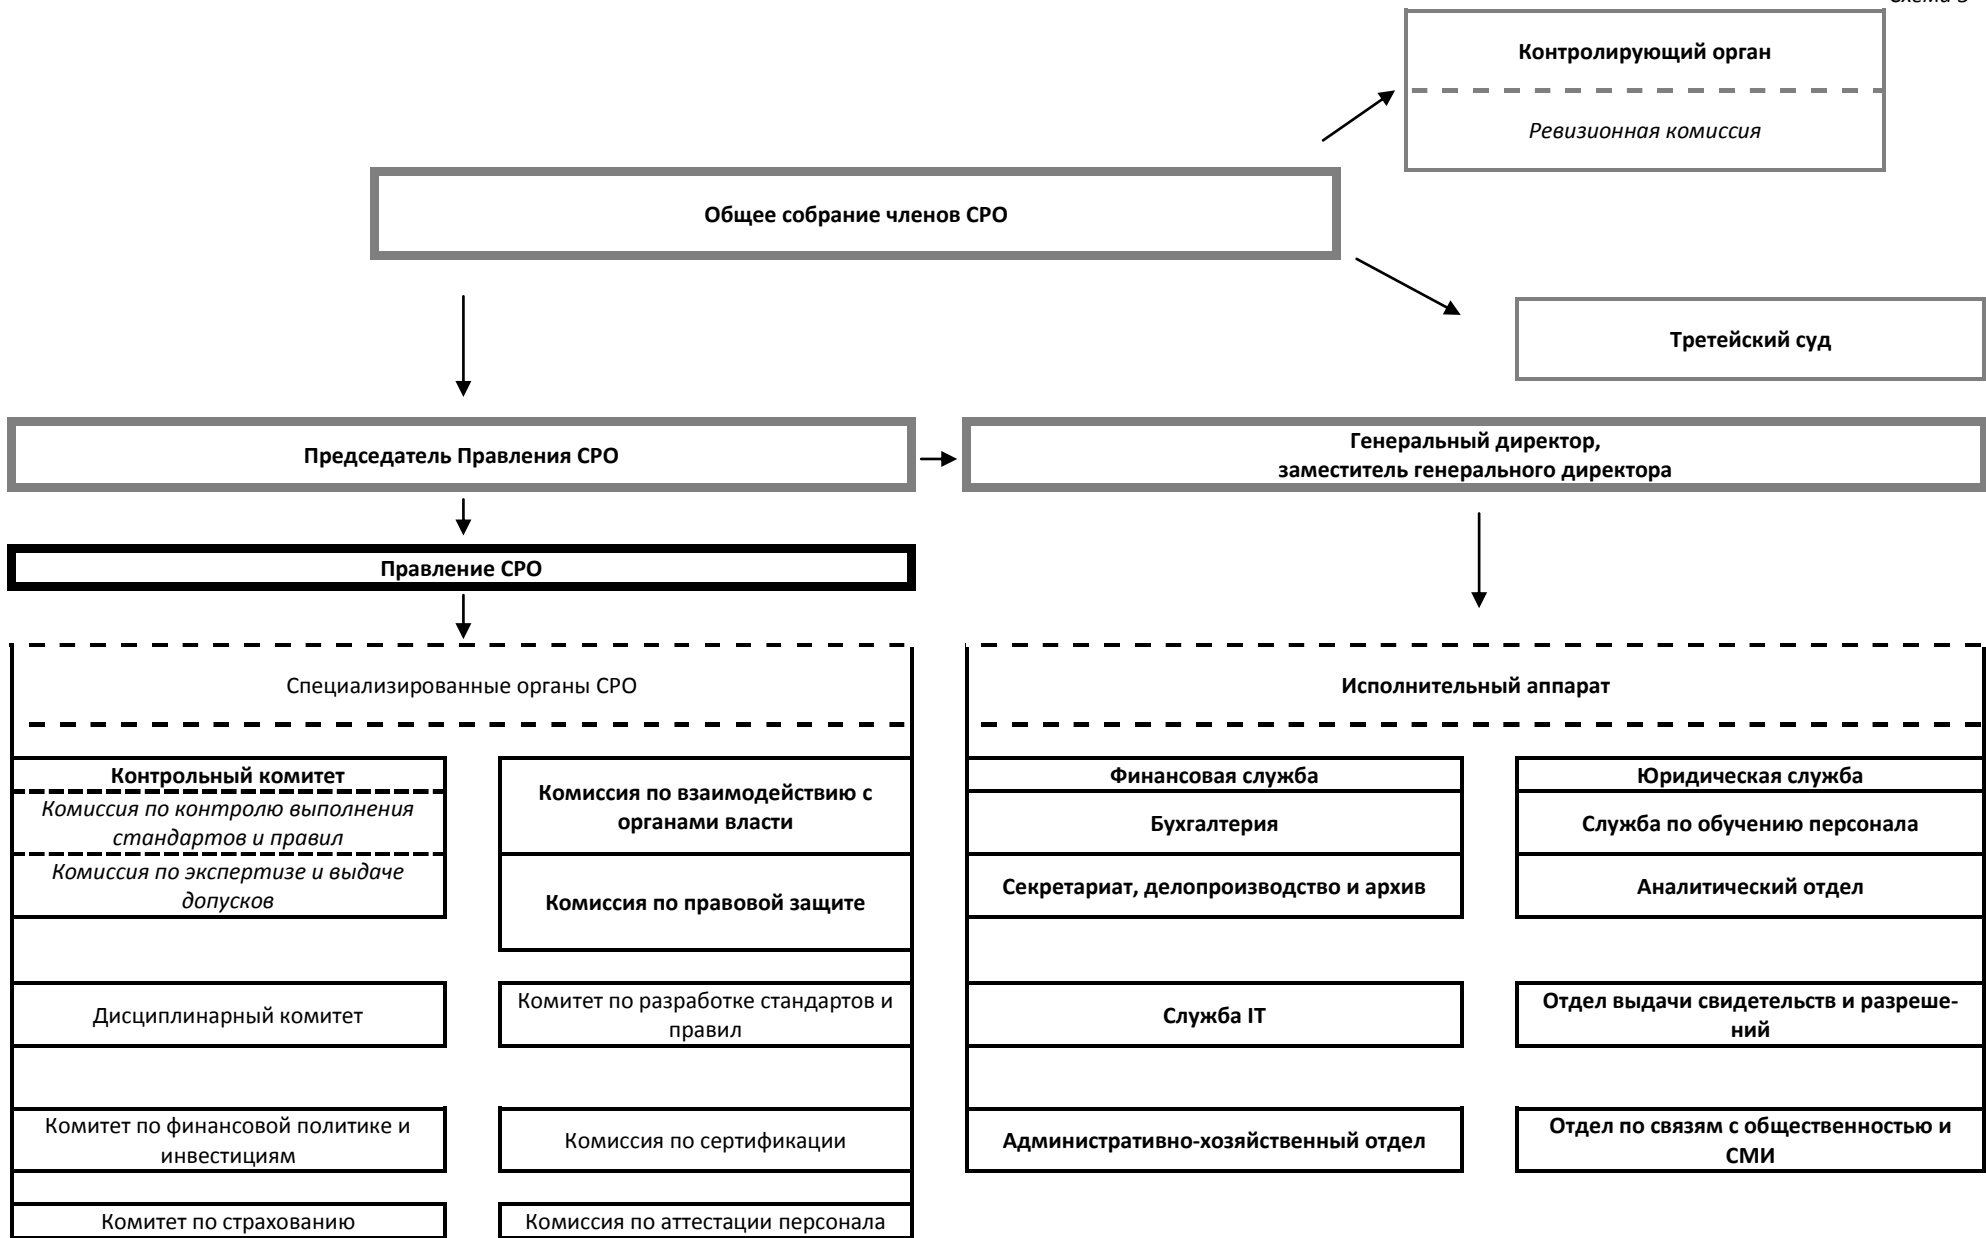 Контролирующий орган
Ревизионная комиссия
Общее собрание членов СРО
Третейский суд
Председатель Правления СРО
Генеральный директор,
заместитель генерального директора
Правление СРО
Специализированные органы СРО
Исполнительный аппарат
Контрольный комитет
Комиссия по контролю выполнения
стандартов и правил
Комиссия по экспертизе и выдаче
допусков
Комиссия по взаимодействию с
органами власти
Комиссия по правовой защите
Финансовая служба
Бухгалтерия
Секретариат, делопроизводство и архив
Юридическая служба
Служба по обучению персонала
Аналитический отдел
Дисциплинарный комитет
Комитет по разработке стандартов и
правил
Служба IT
Отдел выдачи свидетельств и разреше-
ний
Комитет по финансовой политике и
инвестициям
Комиссия по сертификации
Административно-хозяйственный отдел
Отдел по связям с общественностью и
СМИ
Комитет по страхованию
Комиссия по аттестации персонала